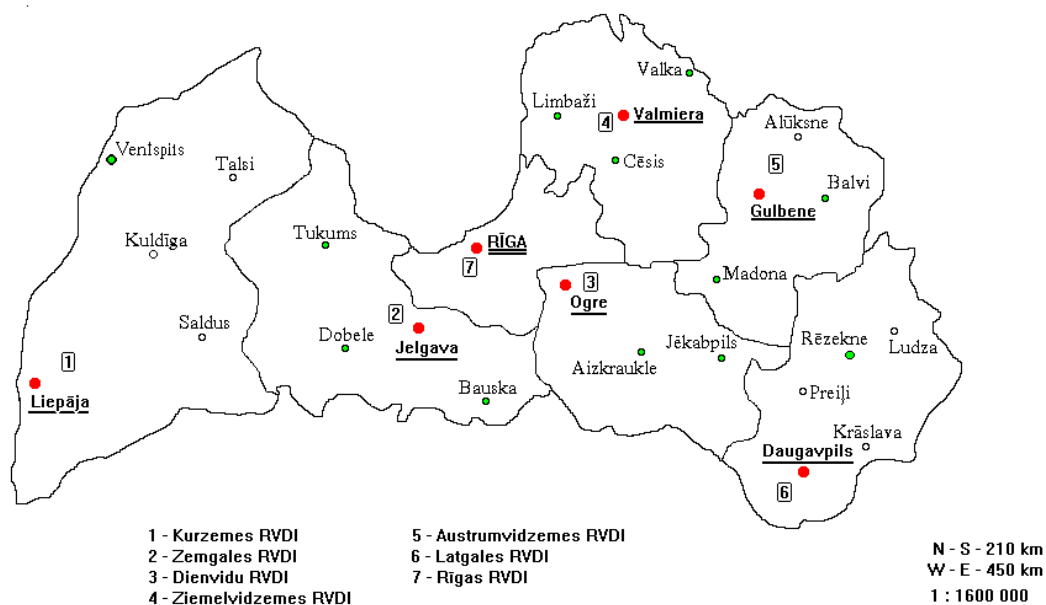 Valka
Limbaži
4
Valmiera
Alūksne
Ventspils
Talsi
Cēsis
5
Balvi
Gulbene
Tukums
RĪGA
Kuldīga
7
Madona
3
Ogre
2
Saldus
Dobele
Jelgava
Jēkabpils
Rēzekne
Ludza
1
Aizkraukle
Liepāja
Bauska
Preiļi
Krāslava
Daugavpils
6
1 - Kurzemes RVDI
2 - Zemgales RVDI
3 - Dienvidu RVDI
4 - Ziemelvidzemes RVDI
5 - Austrumvidzemes RVDI
6 - Latgales RVDI
7 - Rīgas RVDI
N - S - 210 km
W - E - 450 km
1 : 1600 000